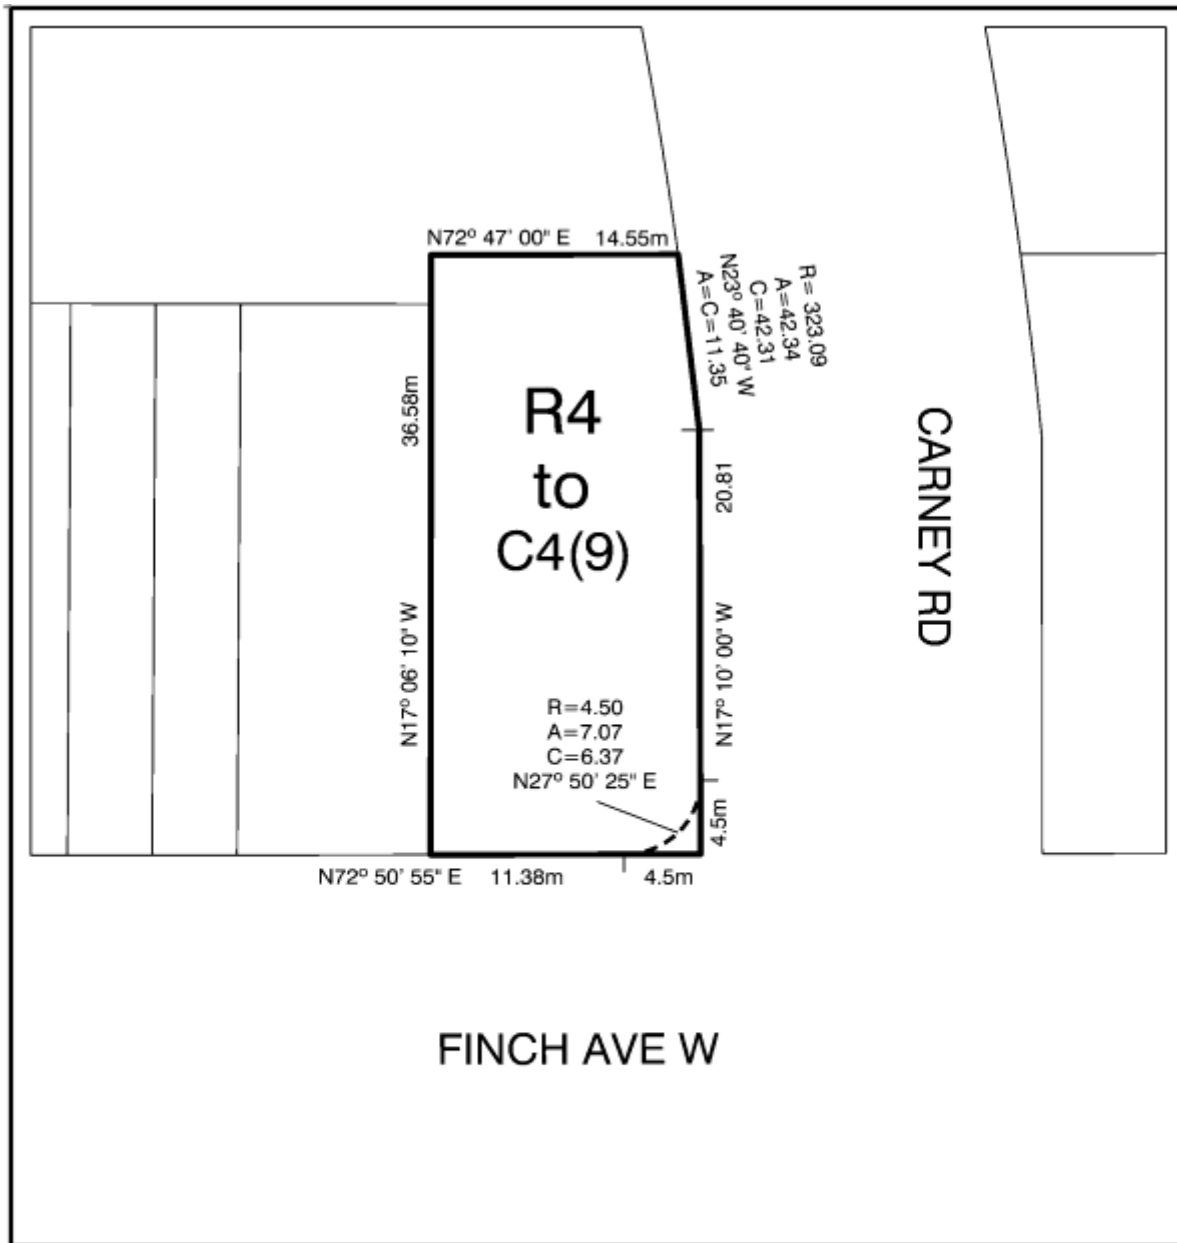 N72º 47' 00" E 14.55m
R= 323.09
A=42.34
C=42.31
N23º 40' 40" W
A=C=11.35
36.58m
R4
to
C4(9)
20.81
CARNEY RD
N17º 06' 10" W
N17º 10' 00" W
R=4.50
A=7.07
C=6.37
N27º 50' 25" E
4.5m
N72º 50' 55" E 11.38m 4.5m
FINCH AVE W